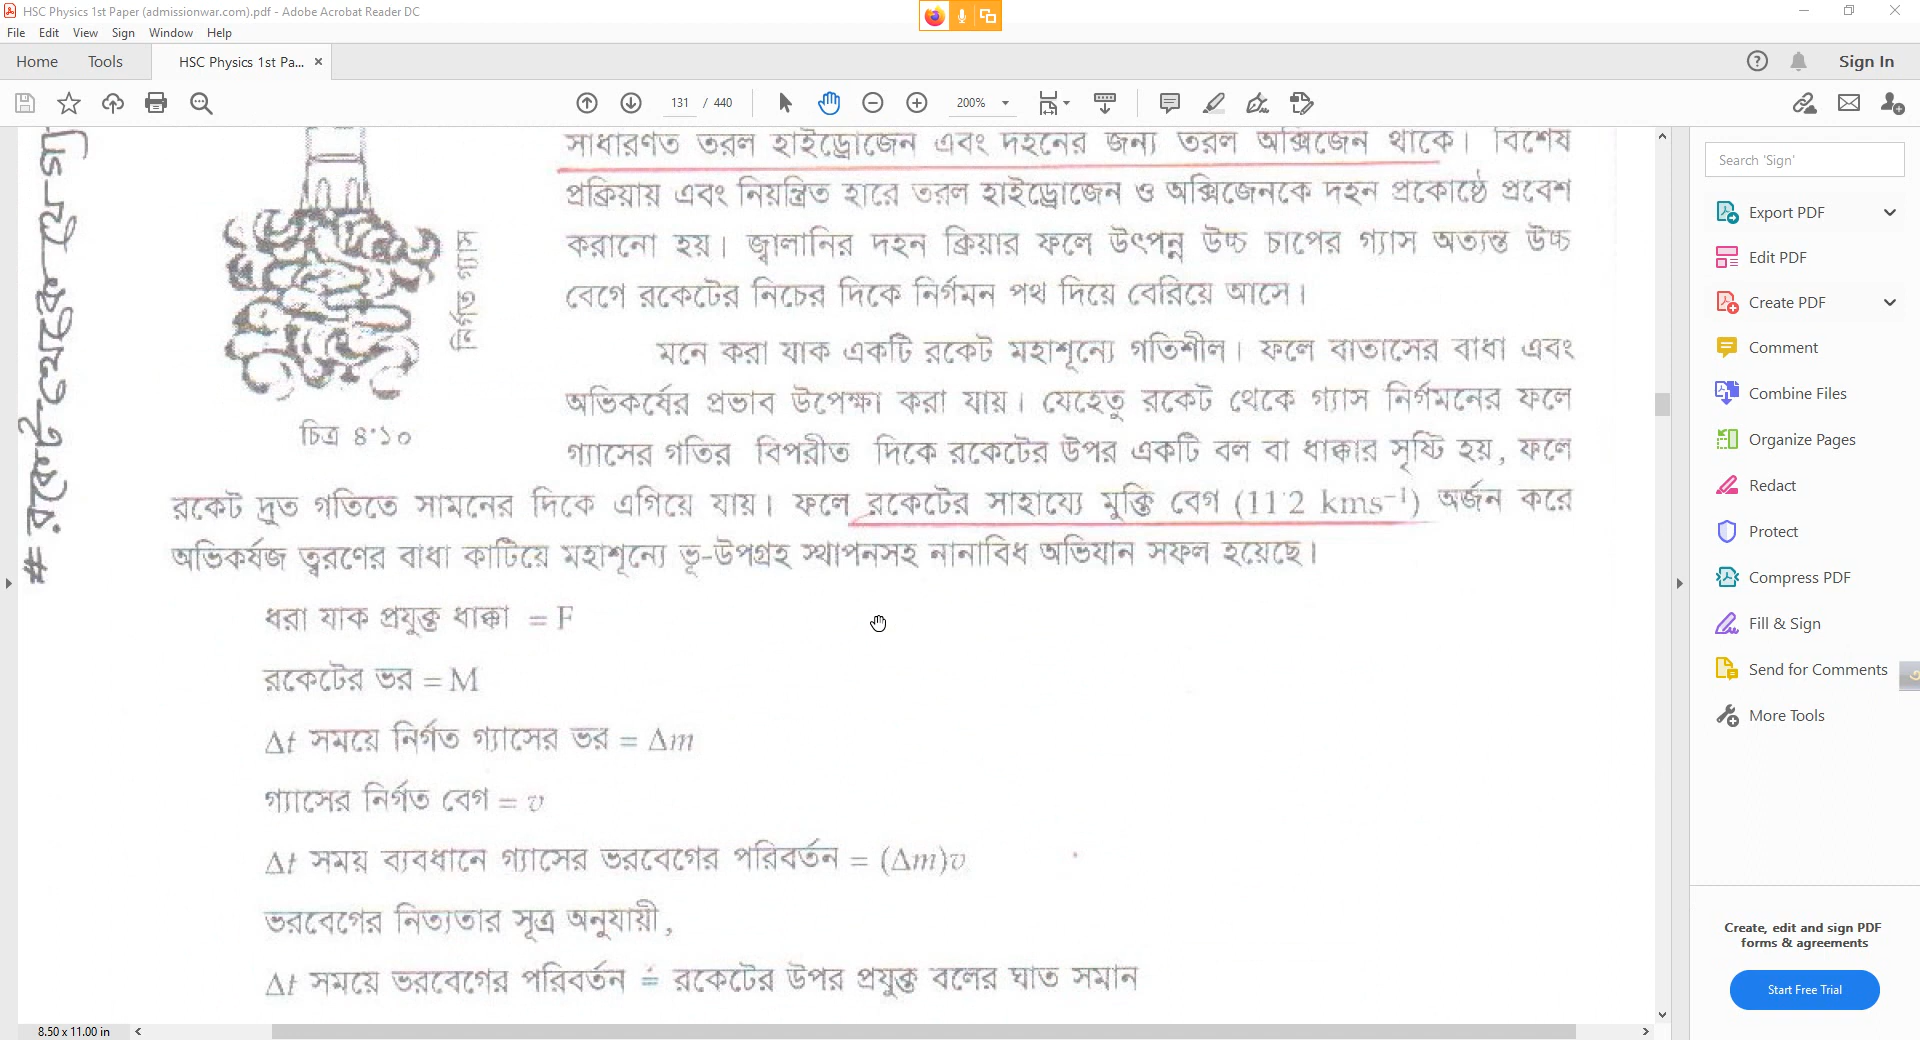 HSC Physics 1st Paper (admissionwar.com).pdf - Adobe Acrobat Reader DC
File Edit View Sign Window Help
Home Tools HSC Physics 1st Pa... × Sign In
131 / 440 200%
# রকেট থেকে যে গ্যা
নির্গত গ্যাস
চিত্র ৪·১০
সাধারণত তরল হাইড্রোজেন এবং দহনের জন্য তরল অক্সিজেন থাকে। বিশেষ
প্রক্রিয়ায় এবং নিয়ন্ত্রিত হারে তরল হাইড্রোজেন ও অক্সিজেনকে দহন প্রকোষ্ঠে প্রবেশ
করানো হয়। জ্বালানির দহন ক্রিয়ার ফলে উৎপন্ন উচ্চ চাপের গ্যাস অত্যন্ত উচ্চ
বেগে রকেটের নিচের দিকে নির্গমন পথ দিয়ে বেরিয়ে আসে।
মনে করা যাক একটি রকেট মহাশূন্যে গতিশীল। ফলে বাতাসের বাধা এবং
অভিকর্ষের প্রভাব উপেক্ষা করা যায়। যেহেতু রকেট থেকে গ্যাস নির্গমনের ফলে
গ্যাসের গতির বিপরীত দিকে রকেটের উপর একটি বল বা ধাক্কার সৃষ্টি হয়, ফলে
রকেট দ্রুত গতিতে সামনের দিকে এগিয়ে যায়। ফলে রকেটের সাহায্যে মুক্তি বেগ (11·2 kms⁻¹) অর্জন করে
অভিকর্ষজ ত্বরণের বাধা কাটিয়ে মহাশূন্যে ভূ-উপগ্রহ স্থাপনসহ নানাবিধ অভিযান সফল হয়েছে।
ধরা যাক প্রযুক্ত ধাক্কা = F
রকেটের ভর = M
Δt সময়ে নির্গত গ্যাসের ভর = Δm
গ্যাসের নির্গত বেগ = v
Δt সময় ব্যবধানে গ্যাসের ভরবেগের পরিবর্তন = (Δm)v
ভরবেগের নিত্যতার সূত্র অনুযায়ী,
Δt সময়ে ভরবেগের পরিবর্তন = রকেটের উপর প্রযুক্ত বলের ঘাত সমান
8.50 x 11.00 in
Search 'Sign'
Export PDF
Edit PDF
Create PDF
Comment
Combine Files
Organize Pages
Redact
Protect
Compress PDF
Fill & Sign
Send for Comments
More Tools
Create, edit and sign PDF
forms & agreements
Start Free Trial